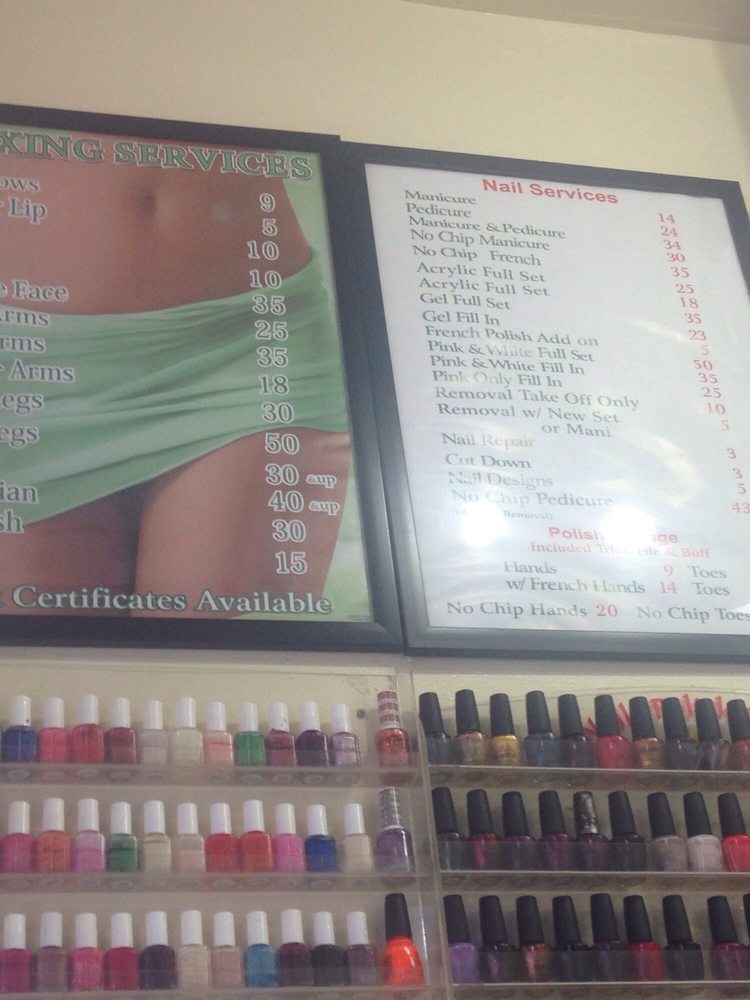 XING SERVICES
ows 9
r Lip 5
10
10
e Face 35
Arms 25
rms 35
r Arms 18
egs 30
egs 50
30 &up
ian 40 &up
sh 30
15
Certificates Available
Nail Services
Manicure 14
Pedicure 24
Manicure & Pedicure 34
No Chip Manicure 30
No Chip French 35
Acrylic Full Set 25
Acrylic Full Set 18
Gel Full Set 35
Gel Fill In 23
French Polish Add on 5
Pink & White Full Set 50
Pink & White Fill In 35
Pink Only Fill In 25
Removal Take Off Only 10
Removal w/ New Set 5
or Mani
Nail Repair 3
Cut Down 3
Nail Designs 5
No Chip Pedicure 43
Removal)
Polish
Included Trim, File & Buff
Hands 9 Toes
w/ French Hands 14 Toes
No Chip Hands 20 No Chip Toes